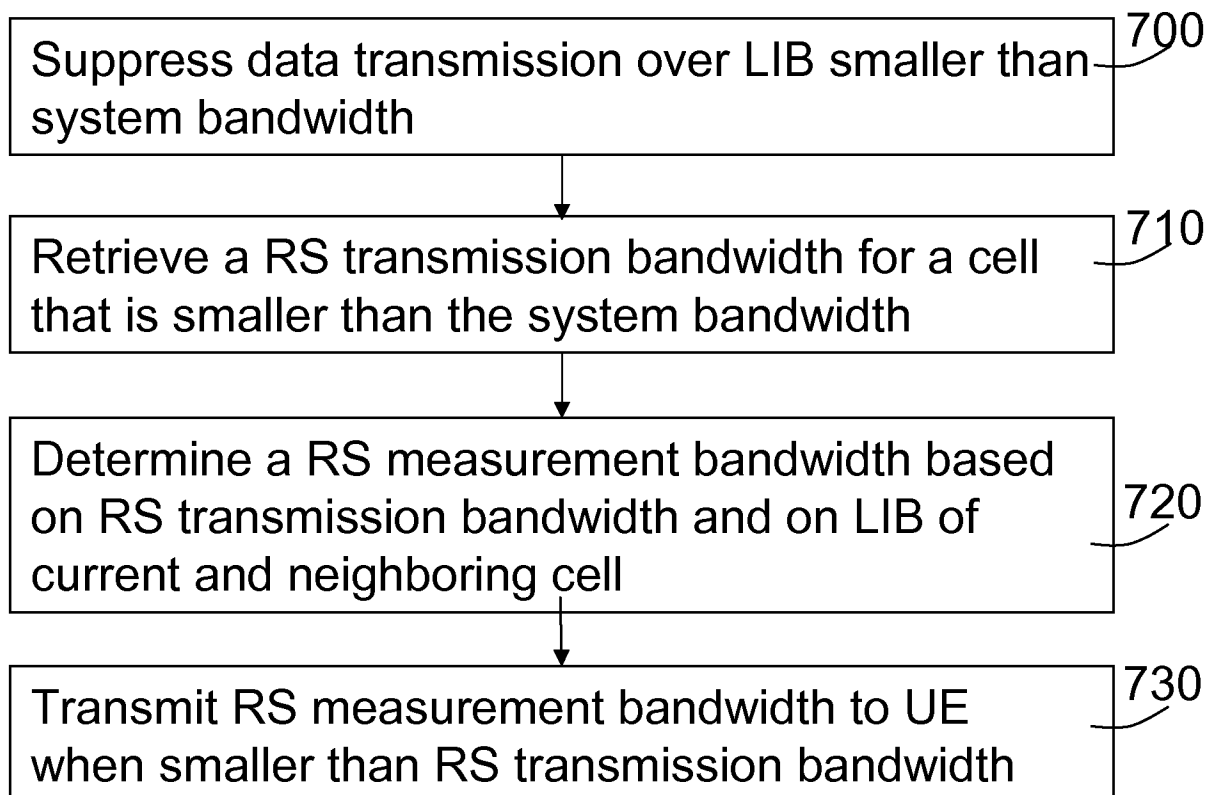 Suppress data transmission over LIB smaller than
system bandwidth
700
Retrieve a RS transmission bandwidth for a cell
that is smaller than the system bandwidth
710
Determine a RS measurement bandwidth based
on RS transmission bandwidth and on LIB of
current and neighboring cell
720
Transmit RS measurement bandwidth to UE
when smaller than RS transmission bandwidth
730